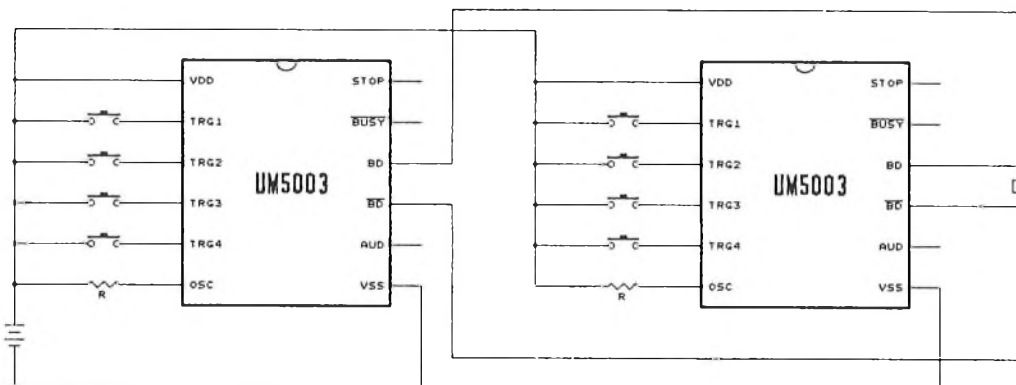 VDD
TRG1
TRG2
TRG3
TRG4
OSC
STOP
BUSY
BD
BD
AUD
VSS
UM5003
R
VDD
TRG1
TRG2
TRG3
TRG4
OSC
STOP
BUSY
BD
BD
AUD
VSS
UM5003
R